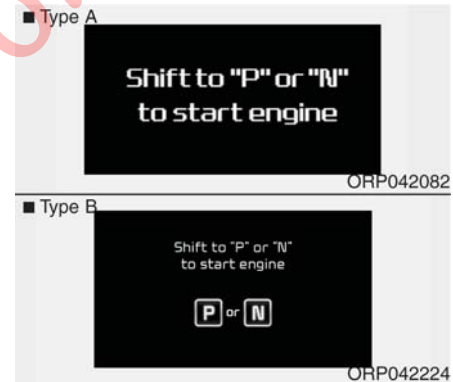 ■ Type A
Shift to "P" or "N"
to start engine
ORP042082
■ Type B
Shift to "P" or "N"
to start engine
P or N
ORP042224